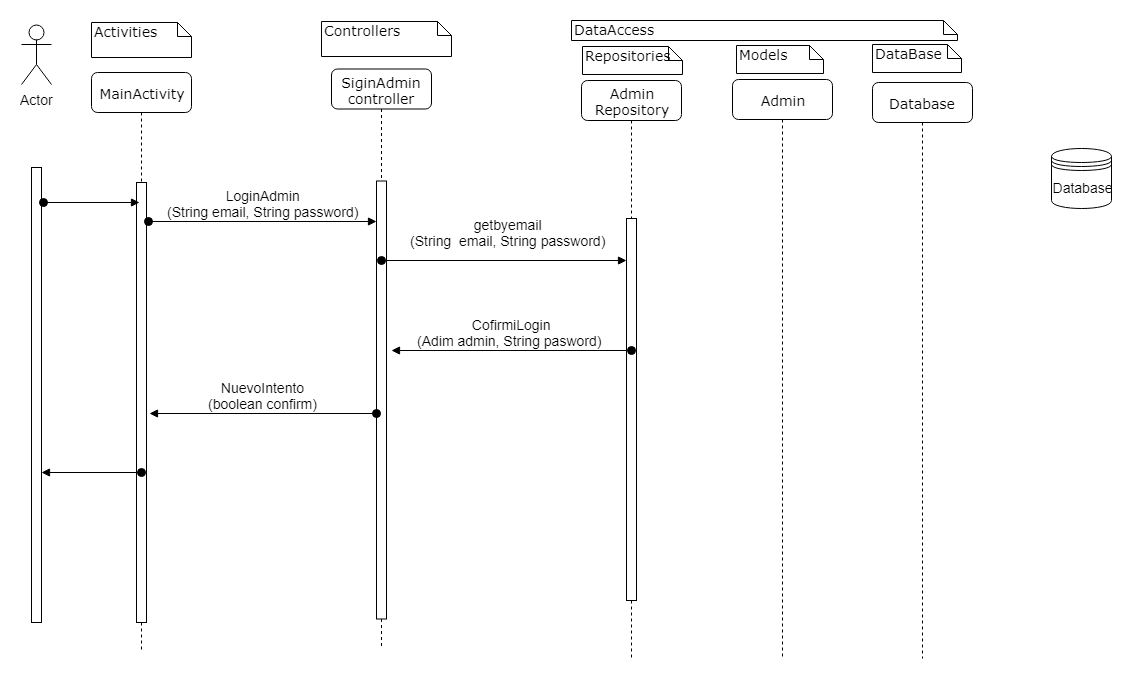 Activities
Controllers
DataAccess
Repositories
Models
DataBase
Actor
MainActivity
SiginAdmin
controller
Admin
Repository
Admin
Database
Database
LoginAdmin
(String email, String password)
getbyemail
(String  email, String password)
CofirmiLogin
(Adim admin, String pasword)
NuevoIntento
(boolean confirm)